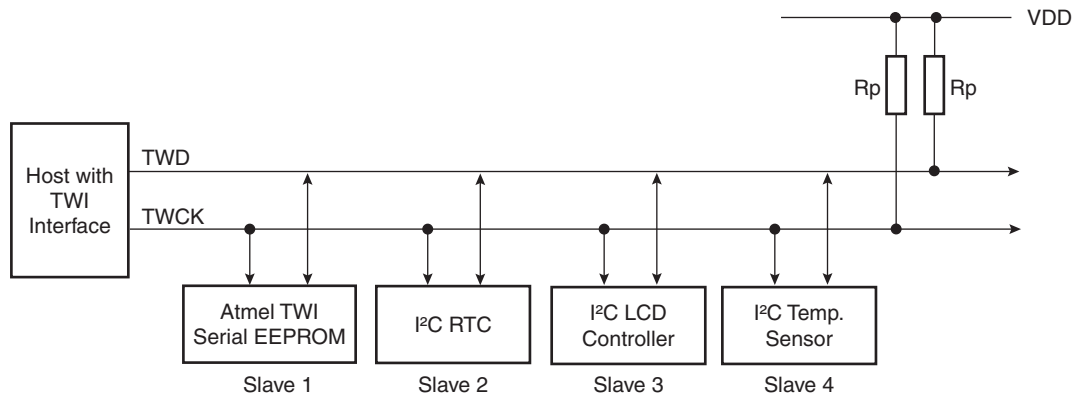 VDD
Rp
Rp
Host with
TWI
Interface
TWD
TWCK
Atmel TWI
Serial EEPROM
Slave 1
I²C RTC
Slave 2
I²C LCD
Controller
Slave 3
I²C Temp.
Sensor
Slave 4